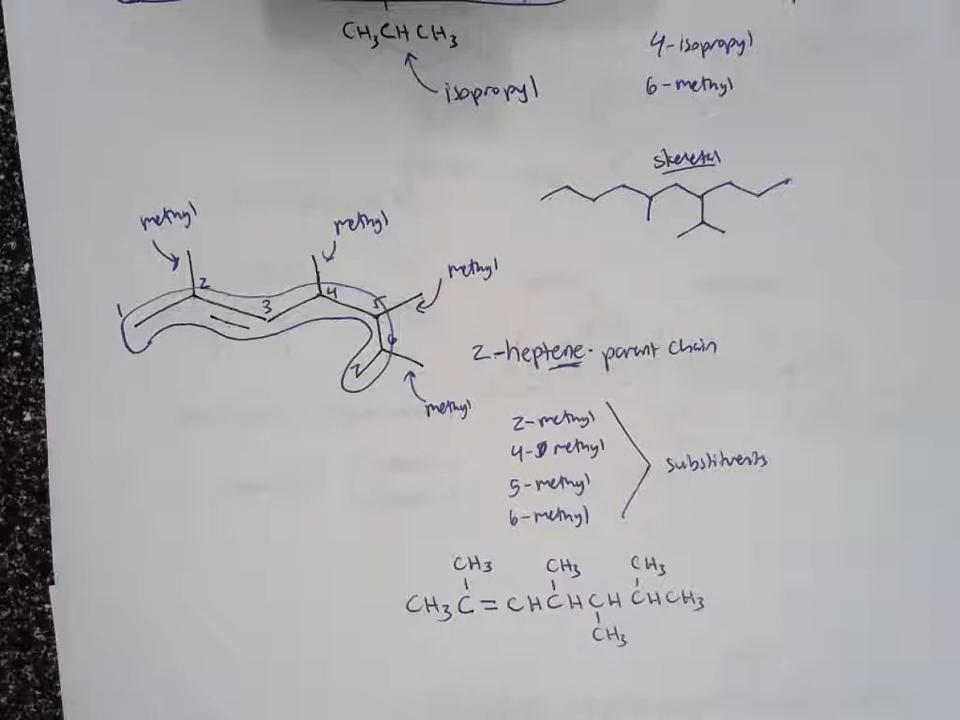 CH3CHCH3
isopropyl
4-isopropyl
6-methyl
skeletal
methyl
methyl
methyl
1
2
3
4
5
6
7
methyl
2-heptene. parent chain
2-methyl
4-methyl
5-methyl
6-methyl
substituents
CH3 CH3 CH3
CH3C=CHCHCHCHCHCH3
CH3